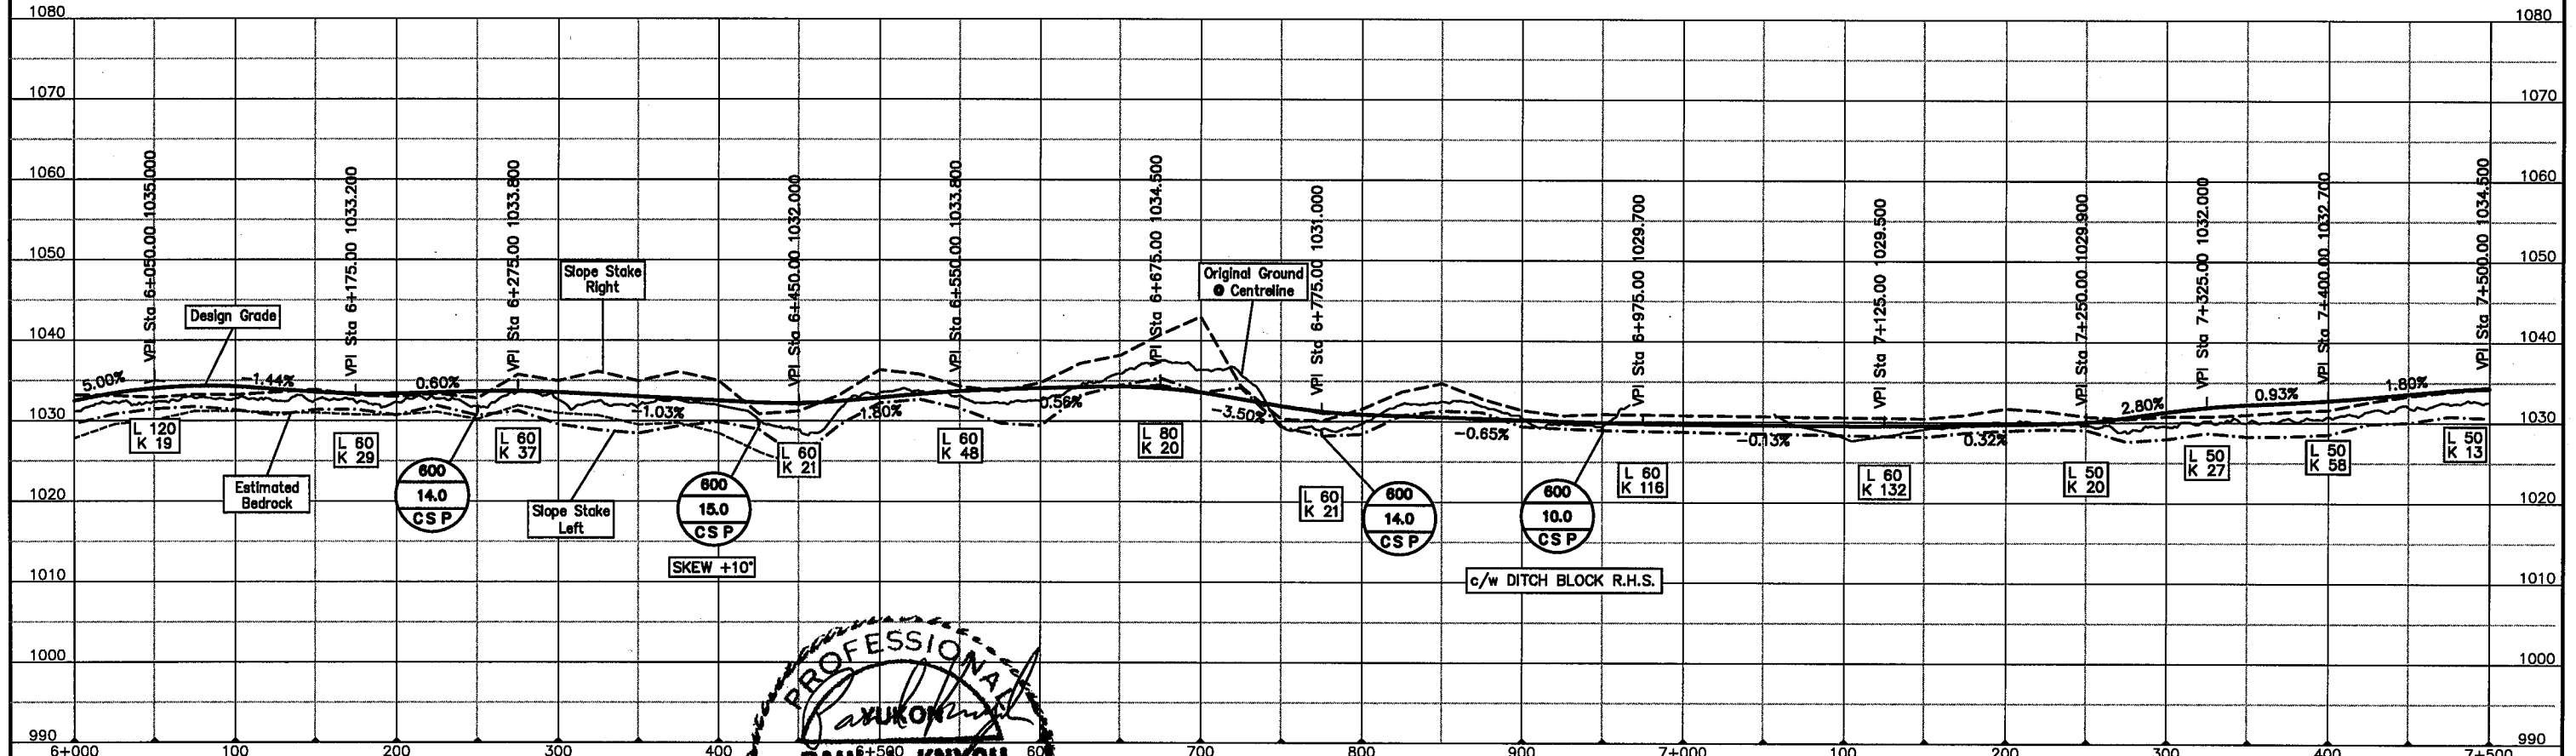 1080
1080
1070
1070
1060
1060
1050
1050
1040
1040
1030
1030
1020
1020
1010
1010
1000
1000
990
990
VPI Sta 6+050.00 1035.000
VPI Sta 6+175.00 1033.200
VPI Sta 6+275.00 1033.800
VPI Sta 6+450.00 1032.000
VPI Sta 6+550.00 1033.800
VPI Sta 6+675.00 1034.500
VPI Sta 6+775.00 1031.000
VPI Sta 6+975.00 1029.700
VPI Sta 7+125.00 1029.500
VPI Sta 7+250.00 1029.900
VPI Sta 7+325.00 1032.000
VPI Sta 7+400.00 1032.700
VPI Sta 7+500.00 1034.500
Slope Stake
Right
Original Ground
@ Centreline
Design Grade
5.00%
-1.44%
0.60%
-1.03%
1.80%
0.56%
-3.50%
-0.65%
-0.13%
0.32%
2.80%
0.93%
1.80%
L 120
K 19
L 60
K 29
L 60
K 37
L 60
K 21
L 60
K 48
L 80
K 20
L 60
K 21
L 60
K 116
L 60
K 132
L 50
K 20
L 50
K 27
L 50
K 58
L 50
K 13
Estimated
Bedrock
600
14.0
CSP
Slope Stake
Left
600
15.0
CSP
SKEW +10°
600
14.0
CSP
600
10.0
CSP
c/w DITCH BLOCK R.H.S.
PROFESSIONAL
YUKON
6+000
100
200
300
400
6+500
600
700
800
900
7+000
100
200
300
400
7+500